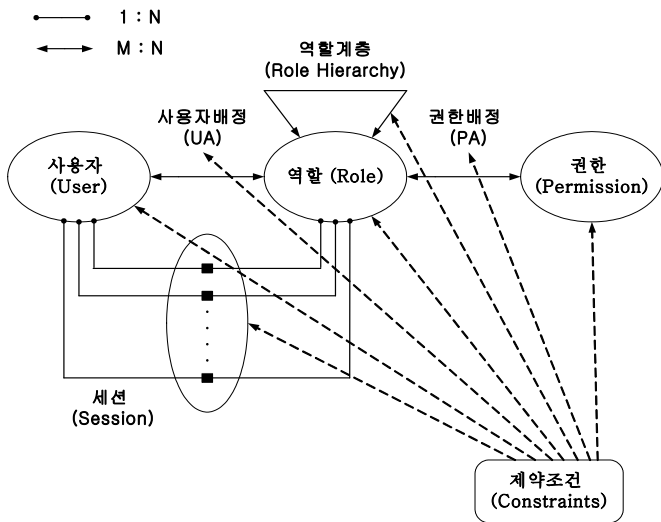 1 : N
M : N
역할계층
(Role Hierarchy)
사용자배정
(UA)
권한배정
(PA)
사용자
(User)
역할 (Role)
권한
(Permission)
세션
(Session)
제약조건
(Constraints)